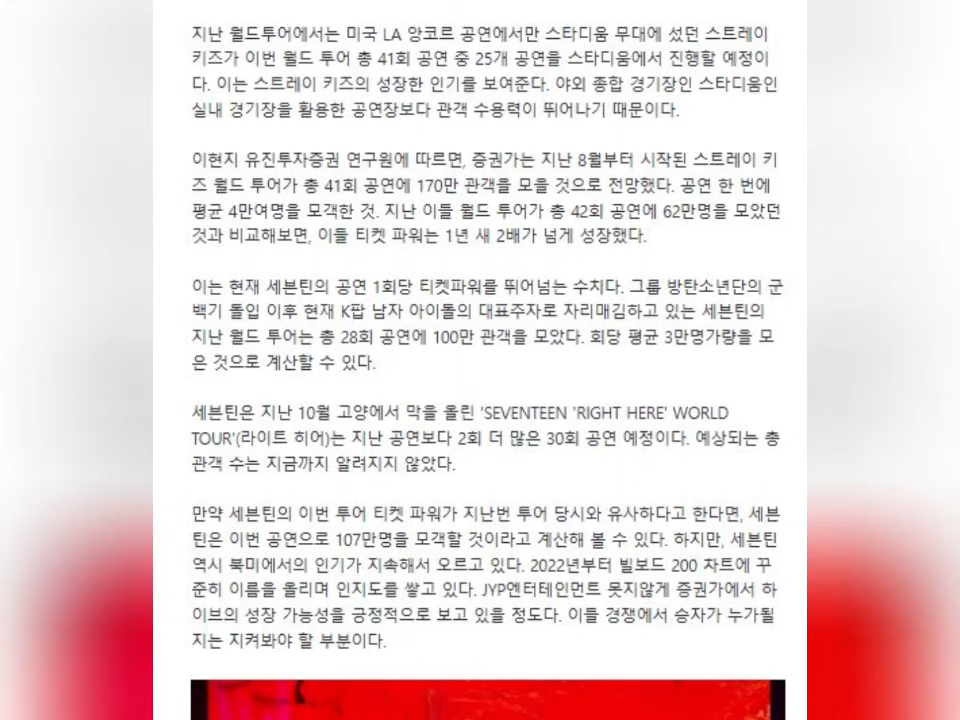 지난 월드투어에서는 미국 LA 앙코르 공연에서만 스타디움 무대에 섰던 스트레이
키즈가 이번 월드 투어 총 41회 공연 중 25개 공연을 스타디움에서 진행할 예정이
다. 이는 스트레이 키즈의 성장한 인기를 보여준다. 야외 종합 경기장인 스타디움인
실내 경기장을 활용한 공연장보다 관객 수용력이 뛰어나기 때문이다.
이현지 유진투자증권 연구원에 따르면, 증권가는 지난 8월부터 시작된 스트레이 키
즈 월드 투어가 총 41회 공연에 170만 관객을 모을 것으로 전망했다. 공연 한 번에
평균 4만여명을 모객한 것. 지난 이들 월드 투어가 총 42회 공연에 62만명을 모았던
것과 비교해보면, 이들 티켓 파워는 1년 새 2배가 넘게 성장했다.
이는 현재 세븐틴의 공연 1회당 티켓파워를 뛰어넘는 수치다. 그룹 방탄소년단의 군
백기 돌입 이후 현재 K팝 남자 아이돌의 대표주자로 자리매김하고 있는 세븐틴의
지난 월드 투어는 총 28회 공연에 100만 관객을 모았다. 회당 평균 3만명가량을 모
은 것으로 계산할 수 있다.
세븐틴은 지난 10월 고양에서 막을 올린 'SEVENTEEN 'RIGHT HERE' WORLD
TOUR'(라이트 히어)는 지난 공연보다 2회 더 많은 30회 공연 예정이다. 예상되는 총
관객 수는 지금까지 알려지지 않았다.
만약 세븐틴의 이번 투어 티켓 파워가 지난번 투어 당시와 유사하다고 한다면, 세븐
틴은 이번 공연으로 107만명을 모객할 것이라고 계산해 볼 수 있다. 하지만, 세븐틴
역시 북미에서의 인기가 지속해서 오르고 있다. 2022년부터 빌보드 200 차트에 꾸
준히 이름을 올리며 인지도를 쌓고 있다. JYP엔터테인먼트 못지않게 증권가에서 하
이브의 성장 가능성을 긍정적으로 보고 있을 정도다. 이들 경쟁에서 승자가 누가될
지는 지켜봐야 할 부분이다.